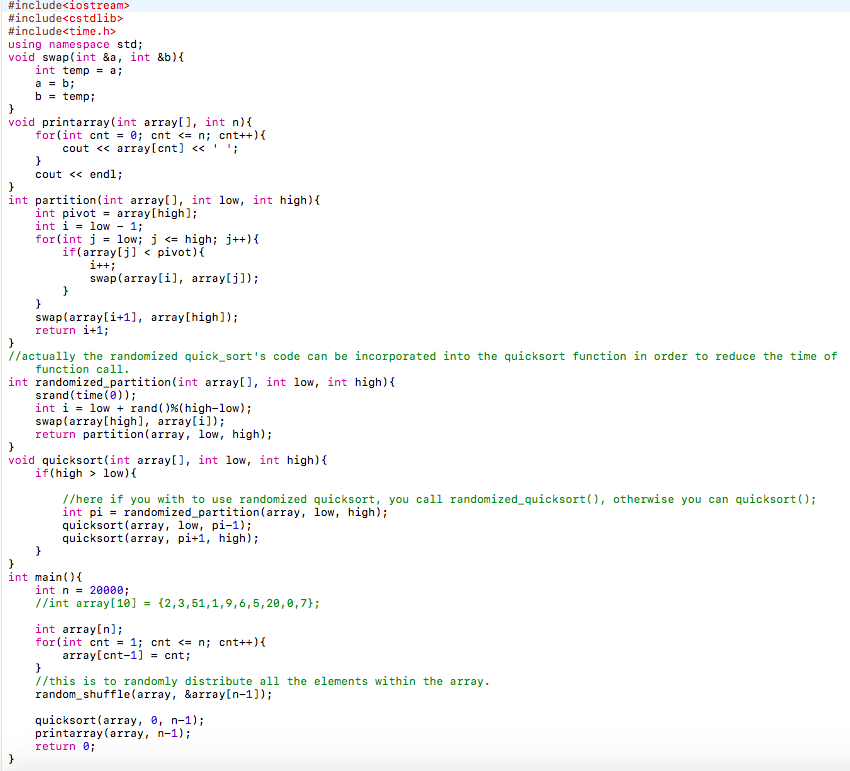 #include<iostream>
#include<cstdlib>
#include<time.h>
using namespace std;
void swap(int &a, int &b){
    int temp = a;
    a = b;
    b = temp;
}
void printarray(int array[], int n){
    for(int cnt = 0; cnt <= n; cnt++){
        cout << array[cnt] << ' ';
    }
    cout << endl;
}
int partition(int array[], int low, int high){
    int pivot = array[high];
    int i = low - 1;
    for(int j = low; j <= high; j++){
        if(array[j] < pivot){
            i++;
            swap(array[i], array[j]);
        }
    }
    swap(array[i+1], array[high]);
    return i+1;
}
//actually the randomized quick_sort's code can be incorporated into the quicksort function in order to reduce the time of
    function call.
int randomized_partition(int array[], int low, int high){
    srand(time(0));
    int i = low + rand()%(high-low);
    swap(array[high], array[i]);
    return partition(array, low, high);
}
void quicksort(int array[], int low, int high){
    if(high > low){

        //here if you with to use randomized quicksort, you call randomized_quicksort(), otherwise you can quicksort();
        int pi = randomized_partition(array, low, high);
        quicksort(array, low, pi-1);
        quicksort(array, pi+1, high);
    }
}
int main(){
    int n = 20000;
    //int array[10] = {2,3,51,1,9,6,5,20,0,7};

    int array[n];
    for(int cnt = 1; cnt <= n; cnt++){
        array[cnt-1] = cnt;
    }
    //this is to randomly distribute all the elements within the array.
    random_shuffle(array, &array[n-1]);

    quicksort(array, 0, n-1);
    printarray(array, n-1);
    return 0;
}